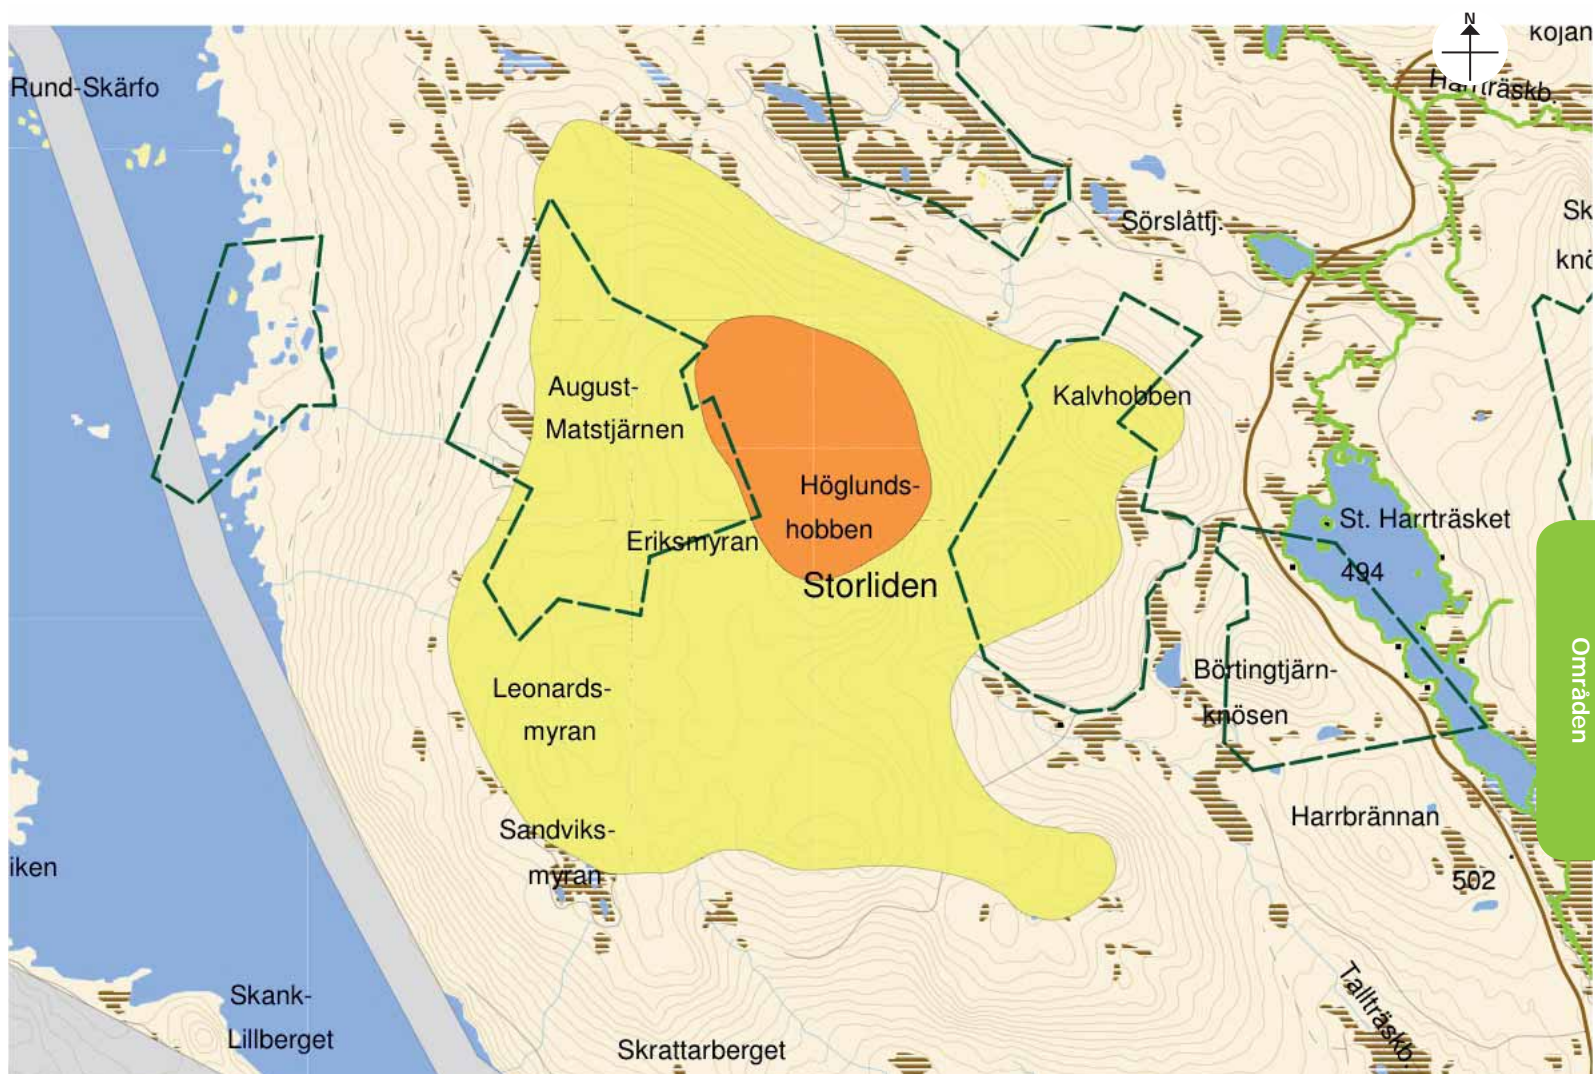 N
kojan
Rund-Skärfo
Harrträskb.
Sörslåttj.
Sk
knö
August-
Matstjärnen
Kalvhobben
Höglunds-
hobben
Eriksmyran
St. Harrträsket
494
Storliden
Områden
Leonards-
myran
Börtingtjärn-
knösen
Sandviks-
myran
Harrbrännan
iken
502
Skank-
Lillberget
Tallträskb.
Skrattarberget